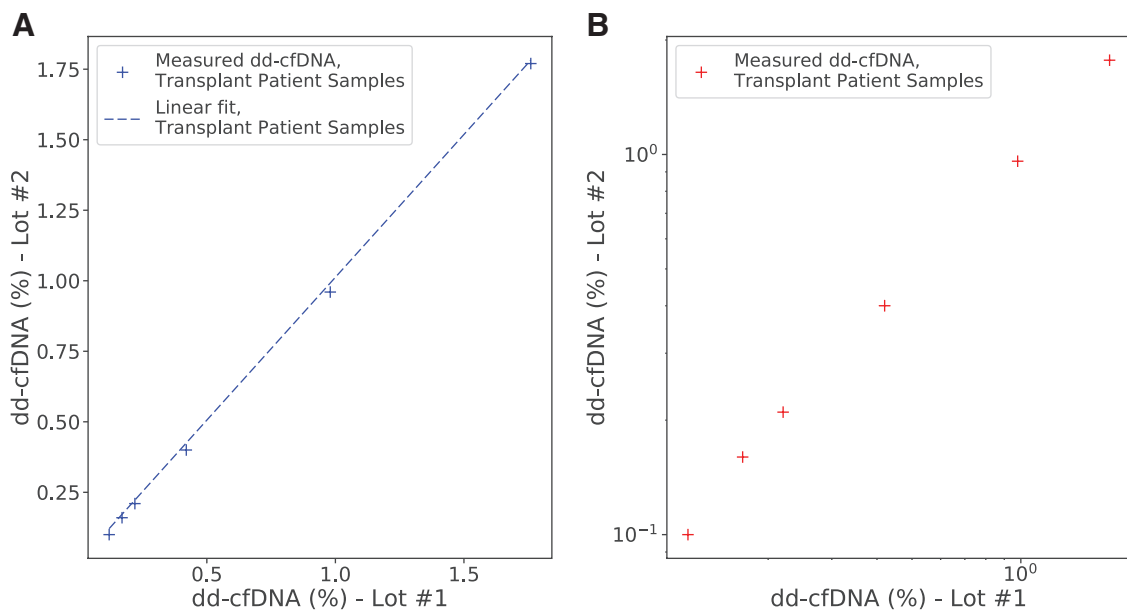 A
Measured dd-cfDNA,
Transplant Patient Samples
Linear fit,
Transplant Patient Samples
dd-cfDNA (%) - Lot #2
1.75
1.50
1.25
1.00
0.75
0.50
0.25
0.5
1.0
1.5
dd-cfDNA (%) - Lot #1
B
Measured dd-cfDNA,
Transplant Patient Samples
dd-cfDNA (%) - Lot #2
10⁰
10⁻¹
10⁰
dd-cfDNA (%) - Lot #1